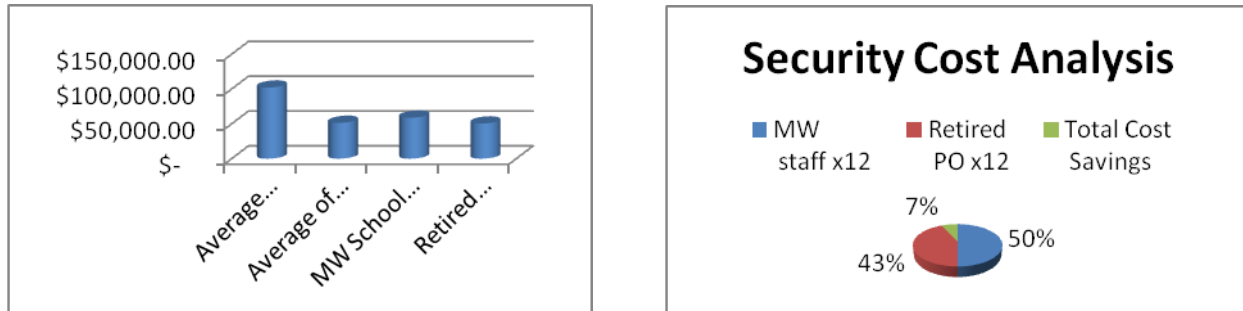 $150,000.00
$100,000.00
$50,000.00
$-
Average...
Average of...
MW School...
Retired...
Security Cost Analysis
MW staff x12
Retired PO x12
Total Cost Savings
7%
50%
43%